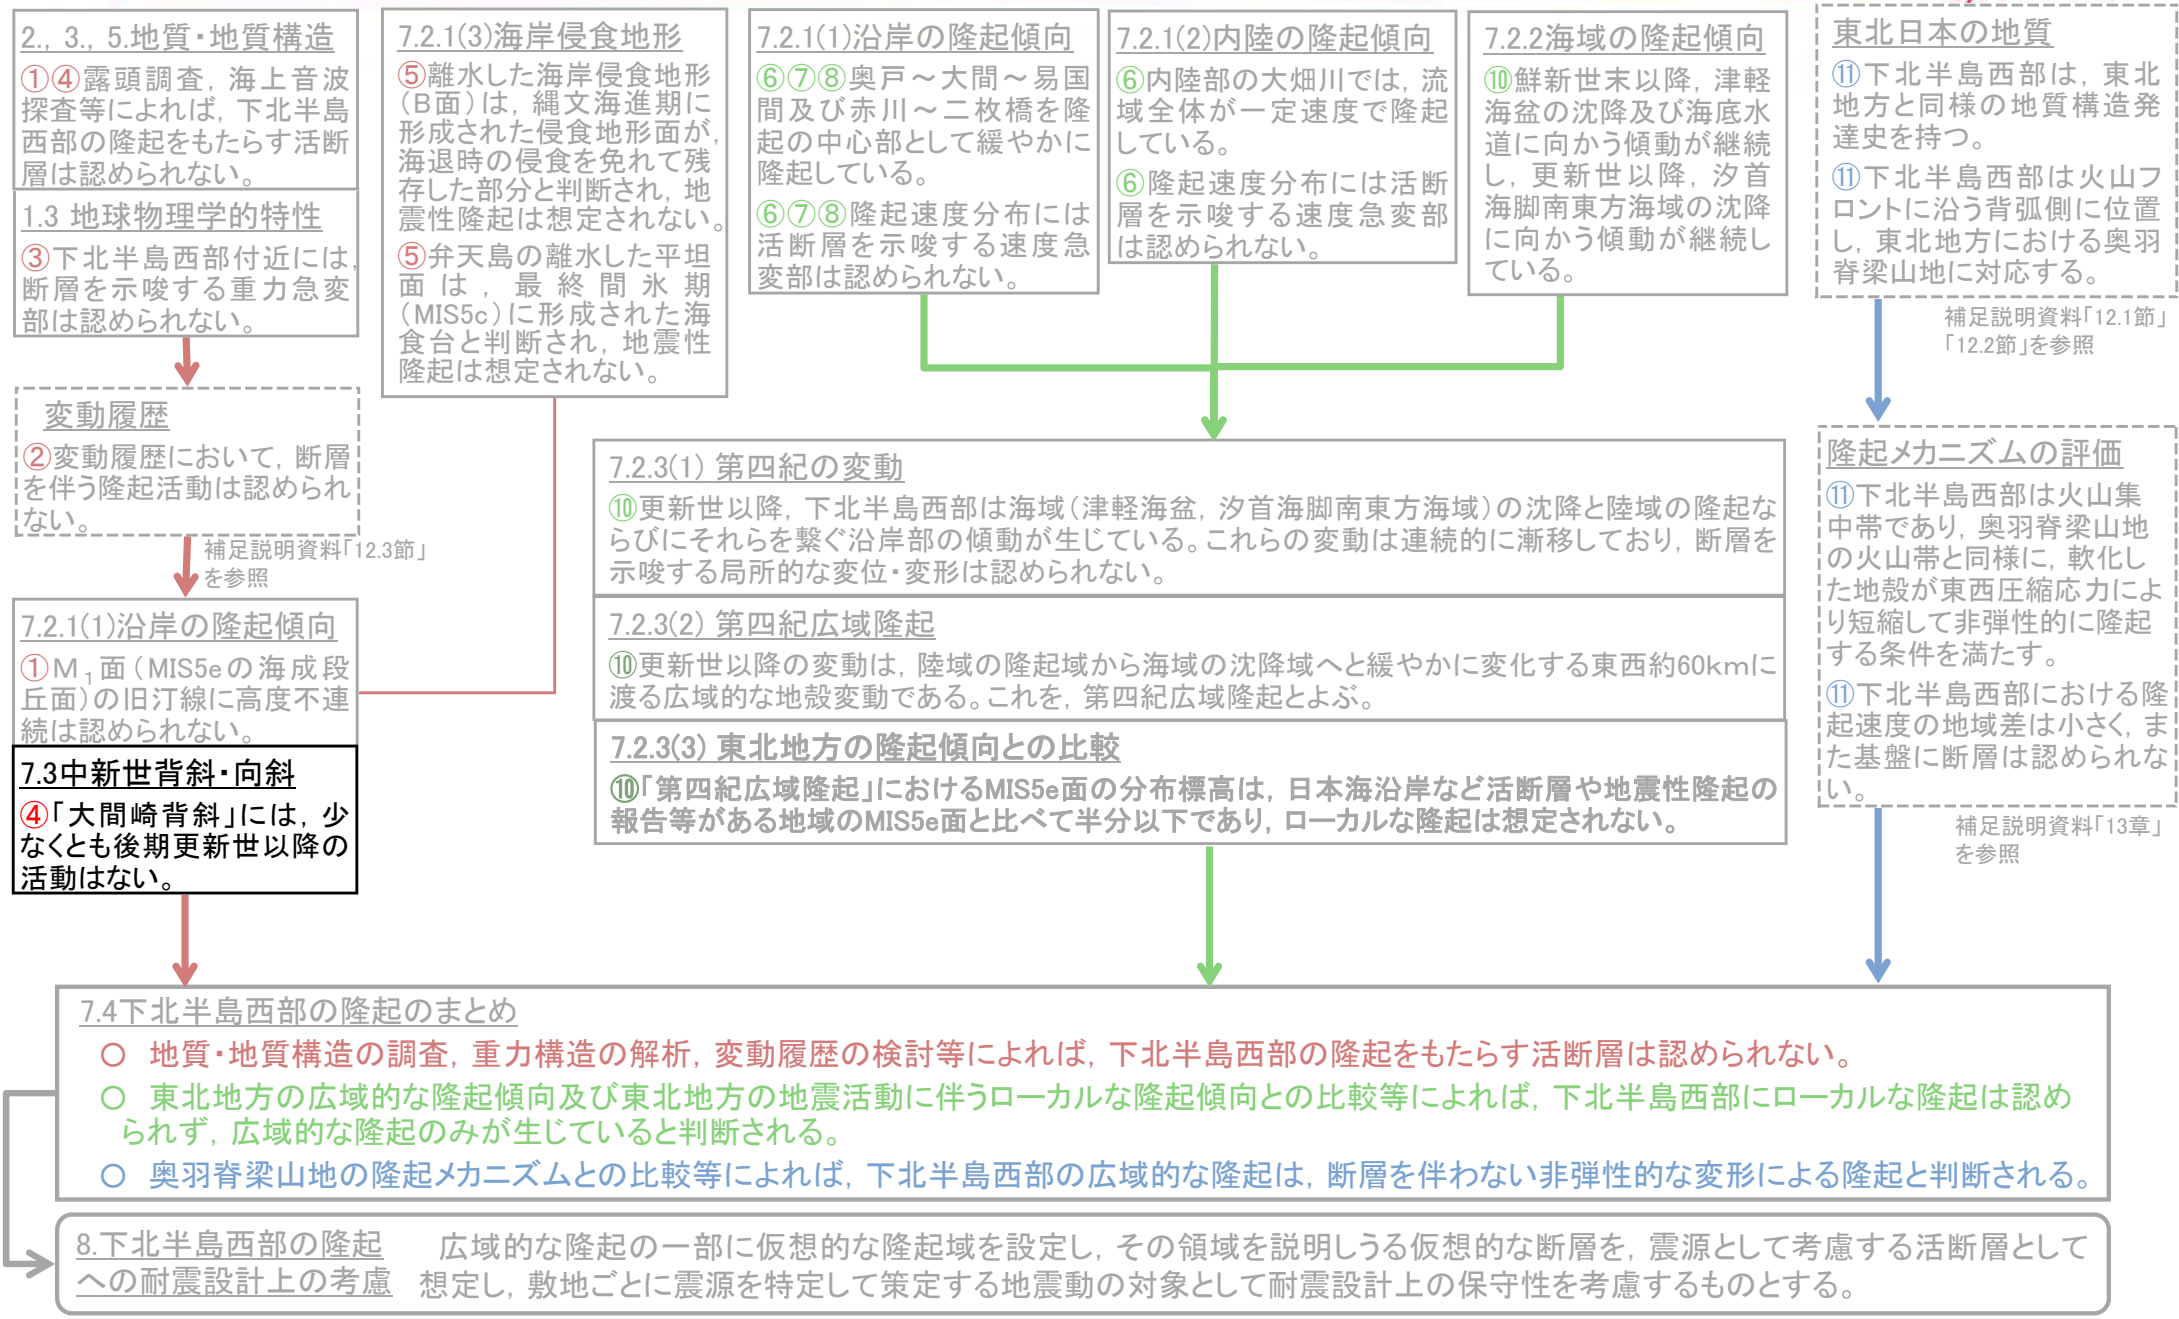 2., 3., 5.地質・地質構造
①④露頭調査, 海上音波
探査等によれば, 下北半島
西部の隆起をもたらす活断
層は認められない。
1.3 地球物理学的特性
③下北半島西部付近には,
断層を示唆する重力急変
部は認められない。
変動履歴
②変動履歴において, 断層
を伴う隆起活動は認められ
ない。
補足説明資料「12.3節」
を参照
7.2.1(1)沿岸の隆起傾向
①M₁面(MIS5eの海成段
丘面)の旧汀線に高度不連
続は認められない。
7.3中新世背斜・向斜
④「大間崎背斜」には, 少
なくとも後期更新世以降の
活動はない。
7.2.1(3)海岸侵食地形
⑤離水した海岸侵食地形
(B面)は, 縄文海進期に
形成された侵食地形面が,
海退時の侵食を免れて残
存した部分と判断され, 地
震性隆起は想定されない。
⑤弁天島の離水した平坦
面は, 最終間氷期
(MIS5c)に形成された海
食台と判断され, 地震性
隆起は想定されない。
7.2.1(1)沿岸の隆起傾向
⑥⑦⑧奥戸～大間～易国
間及び赤川～二枚橋を隆
起の中心部として緩やかに
隆起している。
⑥⑦⑧隆起速度分布には
活断層を示唆する速度急
変部は認められない。
7.2.1(2)内陸の隆起傾向
⑥内陸部の大畑川では, 流
域全体が一定速度で隆起
している。
⑥隆起速度分布には活断
層を示唆する速度急変部
は認められない。
7.2.2海域の隆起傾向
⑩鮮新世末以降, 津軽
海盆の沈降及び海底水
道に向かう傾動が継続
し, 更新世以降, 汐首
海脚南東方海域の沈降
に向かう傾動が継続し
ている。
7.2.3(1) 第四紀の変動
⑩更新世以降, 下北半島西部は海域(津軽海盆, 汐首海脚南東方海域)の沈降と陸域の隆起な
らびにそれらを繋ぐ沿岸部の傾動が生じている。これらの変動は連続的に漸移しており, 断層を
示唆する局所的な変位・変形は認められない。
7.2.3(2) 第四紀広域隆起
⑩更新世以降の変動は, 陸域の隆起域から海域の沈降域へと緩やかに変化する東西約60kmに
渡る広域的な地殻変動である。これを, 第四紀広域隆起とよぶ。
7.2.3(3) 東北地方の隆起傾向との比較
⑩「第四紀広域隆起」におけるMIS5e面の分布標高は, 日本海沿岸など活断層や地震性隆起の
報告等がある地域のMIS5e面と比べて半分以下であり, ローカルな隆起は想定されない。
東北日本の地質
⑪下北半島西部は, 東北
地方と同様の地質構造発
達史を持つ。
⑪下北半島西部は火山フ
ロントに沿う背弧側に位置
し, 東北地方における奥羽
脊梁山地に対応する。
補足説明資料「12.1節」
「12.2節」を参照
隆起メカニズムの評価
⑪下北半島西部は火山集
中帯であり, 奥羽脊梁山地
の火山帯と同様に, 軟化し
た地殻が東西圧縮応力によ
り短縮して非弾性的に隆起
する条件を満たす。
⑪下北半島西部における隆
起速度の地域差は小さく, ま
た基盤に断層は認められな
い。
補足説明資料「13章」
を参照
7.4下北半島西部の隆起のまとめ
○ 地質・地質構造の調査, 重力構造の解析, 変動履歴の検討等によれば, 下北半島西部の隆起をもたらす活断層は認められない。
○ 東北地方の広域的な隆起傾向及び東北地方の地震活動に伴うローカルな隆起傾向との比較等によれば, 下北半島西部にローカルな隆起は認め
られず, 広域的な隆起のみが生じていると判断される。
○ 奥羽脊梁山地の隆起メカニズムとの比較等によれば, 下北半島西部の広域的な隆起は, 断層を伴わない非弾性的な変形による隆起と判断される。
8.下北半島西部の隆起
への耐震設計上の考慮
広域的な隆起の一部に仮想的な隆起域を設定し, その領域を説明しうる仮想的な断層を, 震源として考慮する活断層として
想定し, 敷地ごとに震源を特定して策定する地震動の対象として耐震設計上の保守性を考慮するものとする。